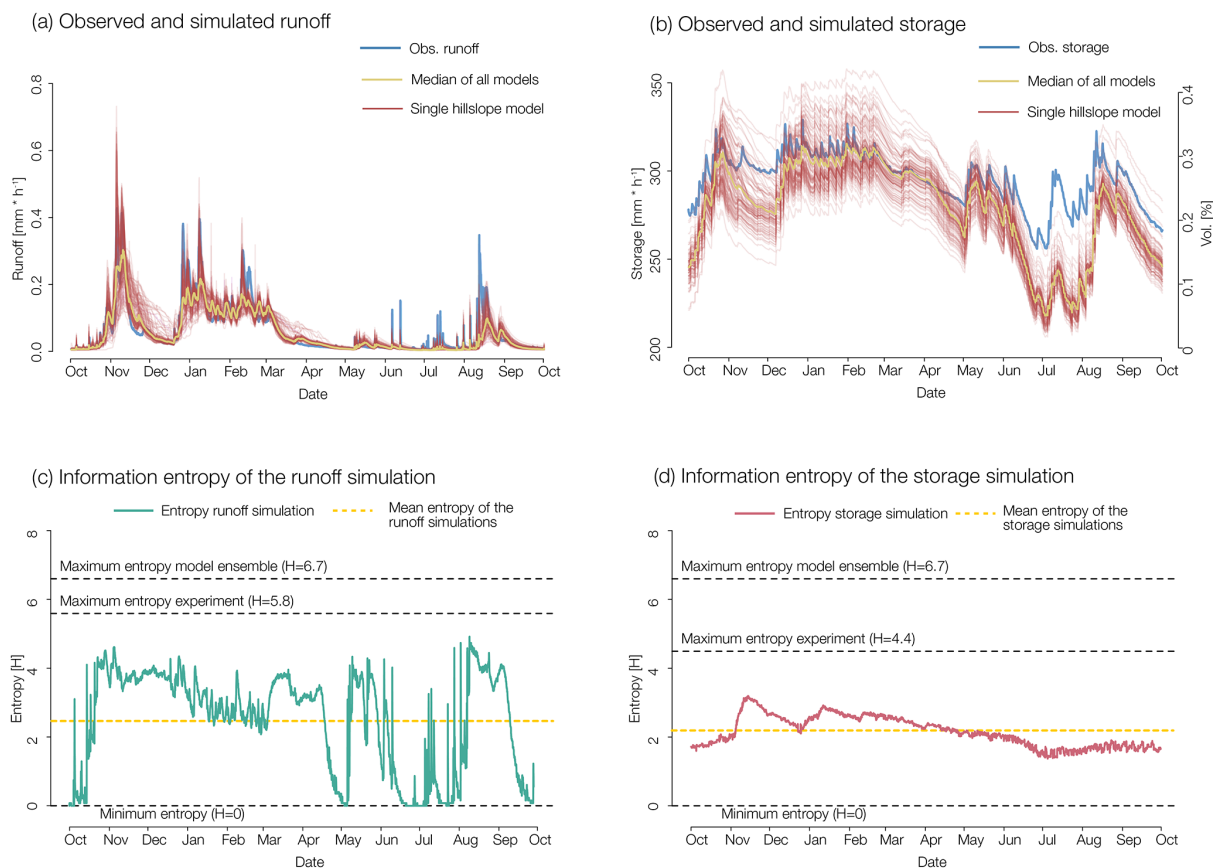 (a) Observed and simulated runoff
Obs. runoff
Median of all models
Single hillslope model
Runoff [mm * h⁻¹]
0.8
0.6
0.4
0.2
0.0
Oct Nov Dec Jan Feb Mar Apr May Jun Jul Aug Sep Oct
Date
(b) Observed and simulated storage
Obs. storage
Median of all models
Single hillslope model
Storage [mm * h⁻¹]
350
300
250
200
0.4
0.3
0.2
0.1
0
Vol. [%]
Oct Nov Dec Jan Feb Mar Apr May Jun Jul Aug Sep Oct
Date
(c) Information entropy of the runoff simulation
Entropy runoff simulation
Mean entropy of the
runoff simulations
Entropy [H]
8
6
4
2
0
Maximum entropy model ensemble (H=6.7)
Maximum entropy experiment (H=5.8)
Minimum entropy (H=0)
Oct Nov Dec Jan Feb Mar Apr May Jun Jul Aug Sep Oct
Date
(d) Information entropy of the storage simulation
Entropy storage simulation
Mean entropy of the
storage simulations
Entropy [H]
8
6
4
2
0
Maximum entropy model ensemble (H=6.7)
Maximum entropy experiment (H=4.4)
Minimum entropy (H=0)
Oct Nov Dec Jan Feb Mar Apr May Jun Jul Aug Sep Oct
Date